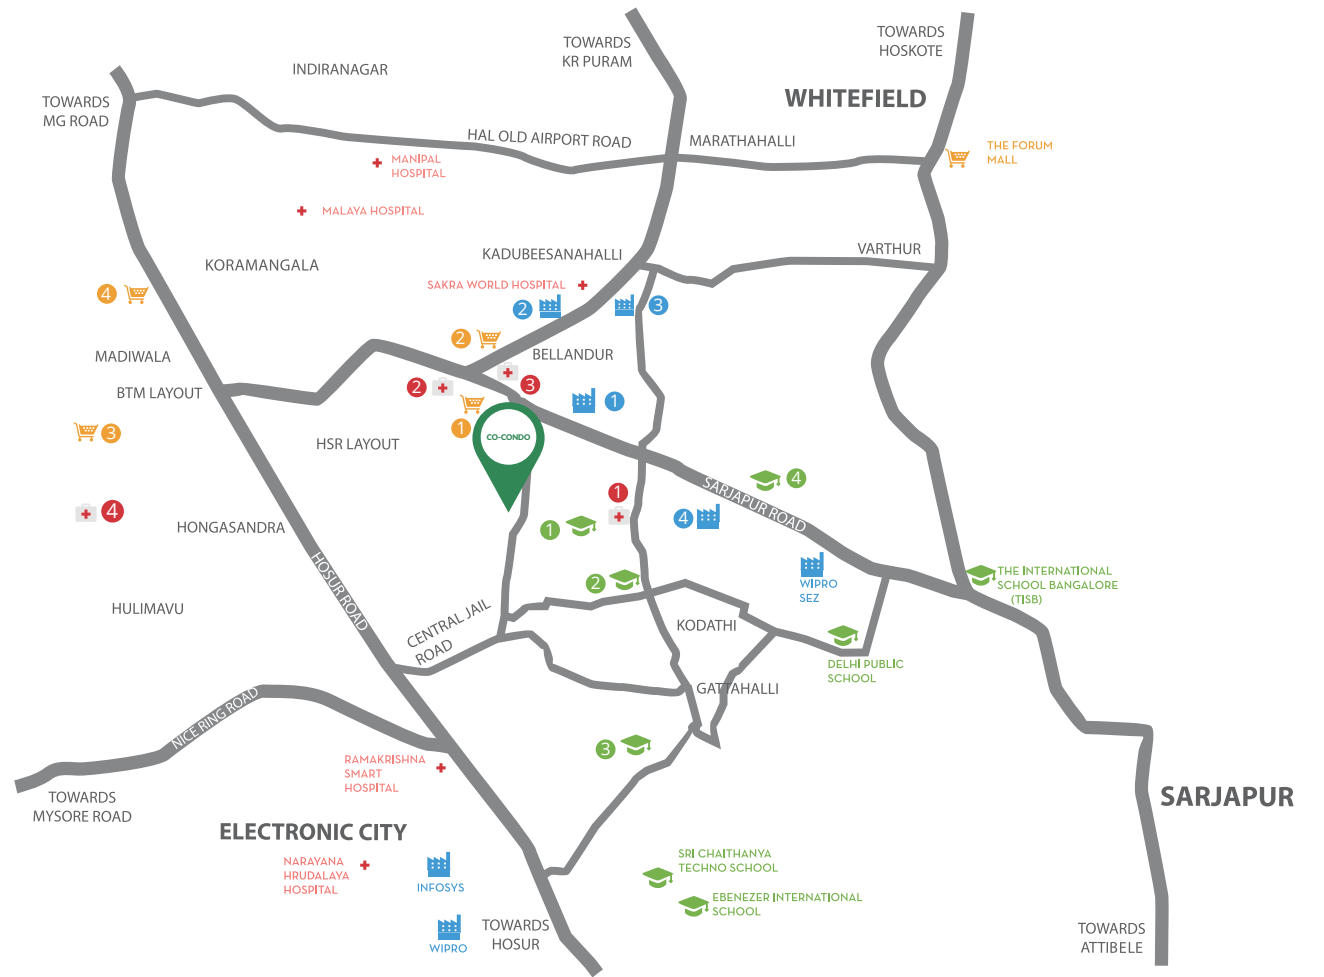 TOWARDS
KR PURAM
TOWARDS
HOSKOTE
INDIRANAGAR
WHITEFIELD
TOWARDS
MG ROAD
HAL OLD AIRPORT ROAD
MARATHAHALLI
THE FORUM
MALL
MANIPAL
HOSPITAL
MALAYA HOSPITAL
KADUBEESANAHALLI
VARTHUR
KORAMANGALA
SAKRA WORLD HOSPITAL
4
2
3
2
BELLANDUR
MADIWALA
BTM LAYOUT
2
3
1
1
CO-CONDO
3
HSR LAYOUT
4
1
SARJAPUR ROAD
4
4
HONGASANDRA
1
HOSUR ROAD
WIPRO
SEZ
2
THE INTERNATIONAL
SCHOOL BANGALORE
(TISB)
HULIMAVU
CENTRAL JAIL
ROAD
KODATHI
DELHI PUBLIC
SCHOOL
GATTAHALLI
NICE RING ROAD
3
RAMAKRISHNA
SMART
HOSPITAL
TOWARDS
MYSORE ROAD
SARJAPUR
ELECTRONIC CITY
NARAYANA
HRUDALAYA
HOSPITAL
INFOSYS
SRI CHAITHANYA
TECHNO SCHOOL
EBENEZER INTERNATIONAL
SCHOOL
WIPRO
TOWARDS
HOSUR
TOWARDS
ATTIBELE